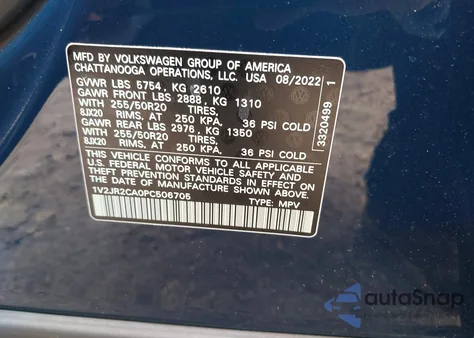 MFD. BY VOLKSWAGEN GROUP OF AMERICA
CHATTANOOGA OPERATIONS, LLC. USA 08/2022
GVWR LBS 5754, KG 2610
GAWR FRONT LBS 2888, KG 1310
WITH 255/50R20 TIRES,
8JX20 RIMS, AT 250 KPA, 36 PSI COLD
GAWR REAR LBS 2976, KG 1350
WITH 255/50R20 TIRES,
8JX20 RIMS, AT 250 KPA, 36 PSI COLD
THIS VEHICLE CONFORMS TO ALL APPLICABLE
U.S. FEDERAL MOTOR VEHICLE SAFETY AND
THEFT PREVENTION STANDARDS IN EFFECT ON
THE DATE OF MANUFACTURE SHOWN ABOVE.
1V2JR2CA0PC506705 TYPE: MPV
3320499 1
autoSnap